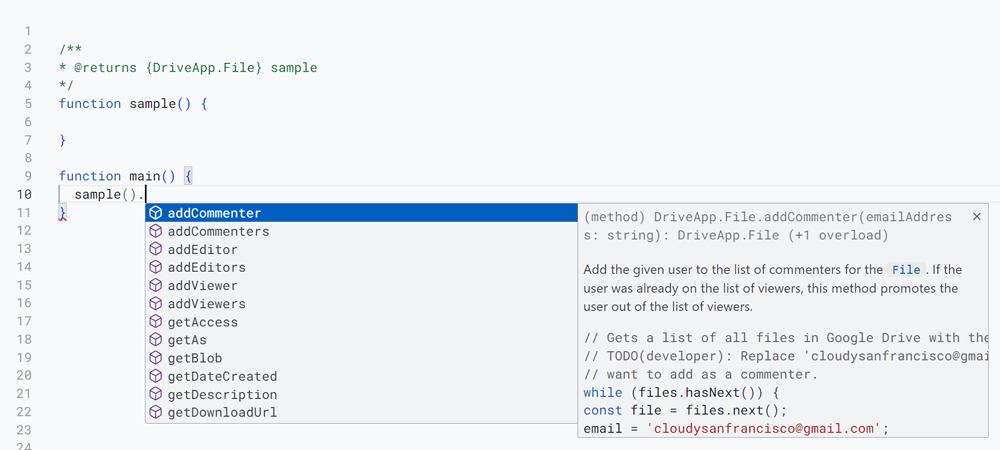 1
2 /**
3 * @returns {DriveApp.File} sample
4 */
5 function sample() {
6
7 }
8
9 function main() {
10 sample().
11 }
12
13
14
15
16
17
18
19
20
21
22
23
24
addCommenter
addCommenters
addEditor
addEditors
addViewer
addViewers
getAccess
getAs
getBlob
getDateCreated
getDescription
getDownloadUrl
(method) DriveApp.File.addCommenter(emailAddres
s: string): DriveApp.File (+1 overload)
Add the given user to the list of commenters for the File. If the
user was already on the list of viewers, this method promotes the
user out of the list of viewers.
// Gets a list of all files in Google Drive with the
// TODO(developer): Replace 'cloudysanfrancisco@gmai
// want to add as a commenter.
while (files.hasNext()) {
const file = files.next();
email = 'cloudysanfrancisco@gmail.com';